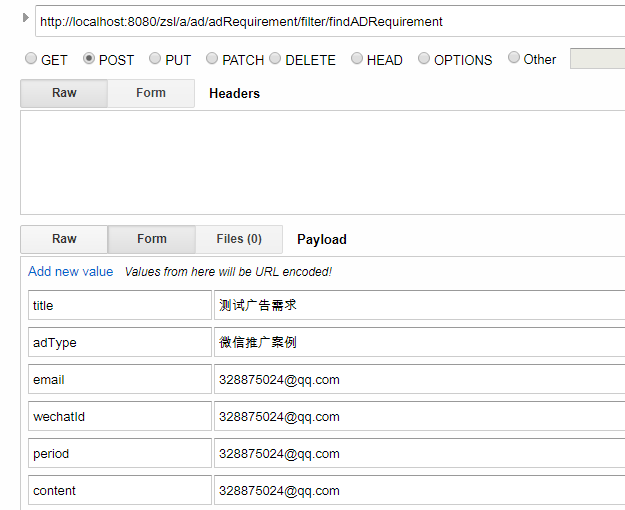 http://localhost:8080/zsl/a/ad/adRequirement/filter/findADRequirement
GET POST PUT PATCH DELETE HEAD OPTIONS Other
Raw Form Headers
Raw Form Files (0) Payload
Add new value Values from here will be URL encoded!
title 测试广告需求
adType 微信推广案例
email 328875024@qq.com
wechatId 328875024@qq.com
period 328875024@qq.com
content 328875024@qq.com